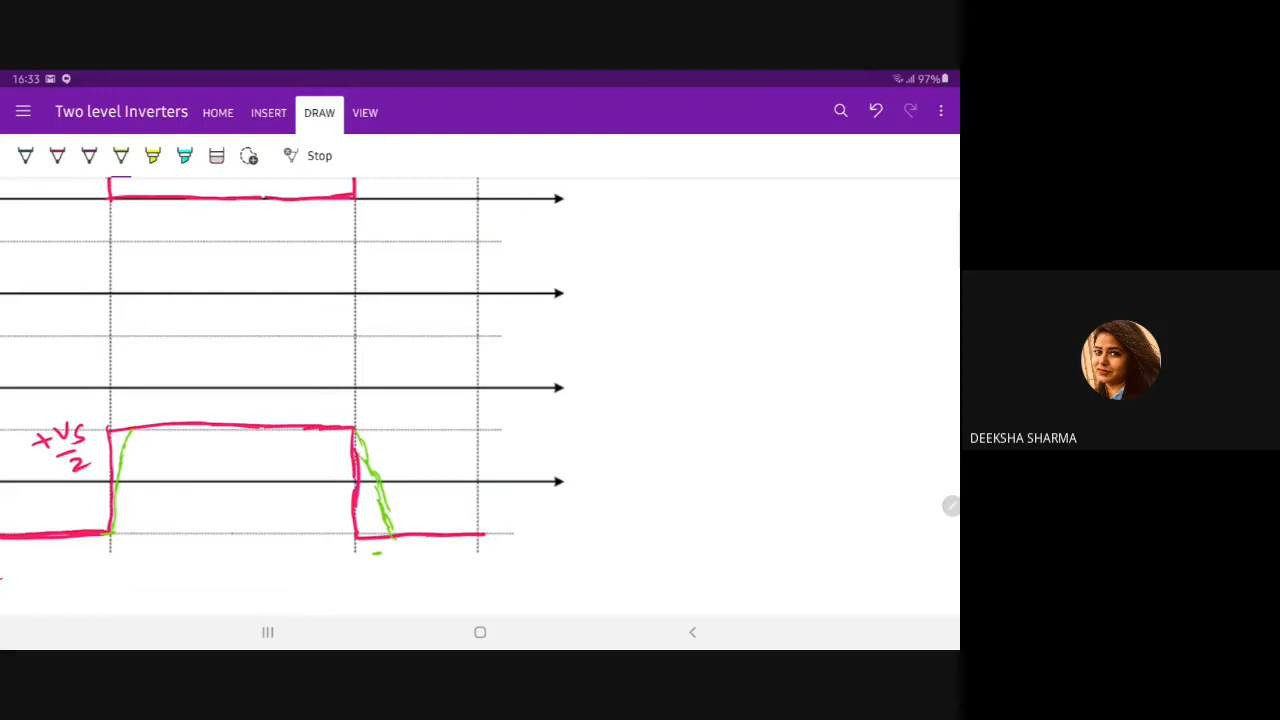 16:33 97%
Two level Inverters HOME INSERT DRAW VIEW
Stop
+Vs
2
DEEKSHA SHARMA